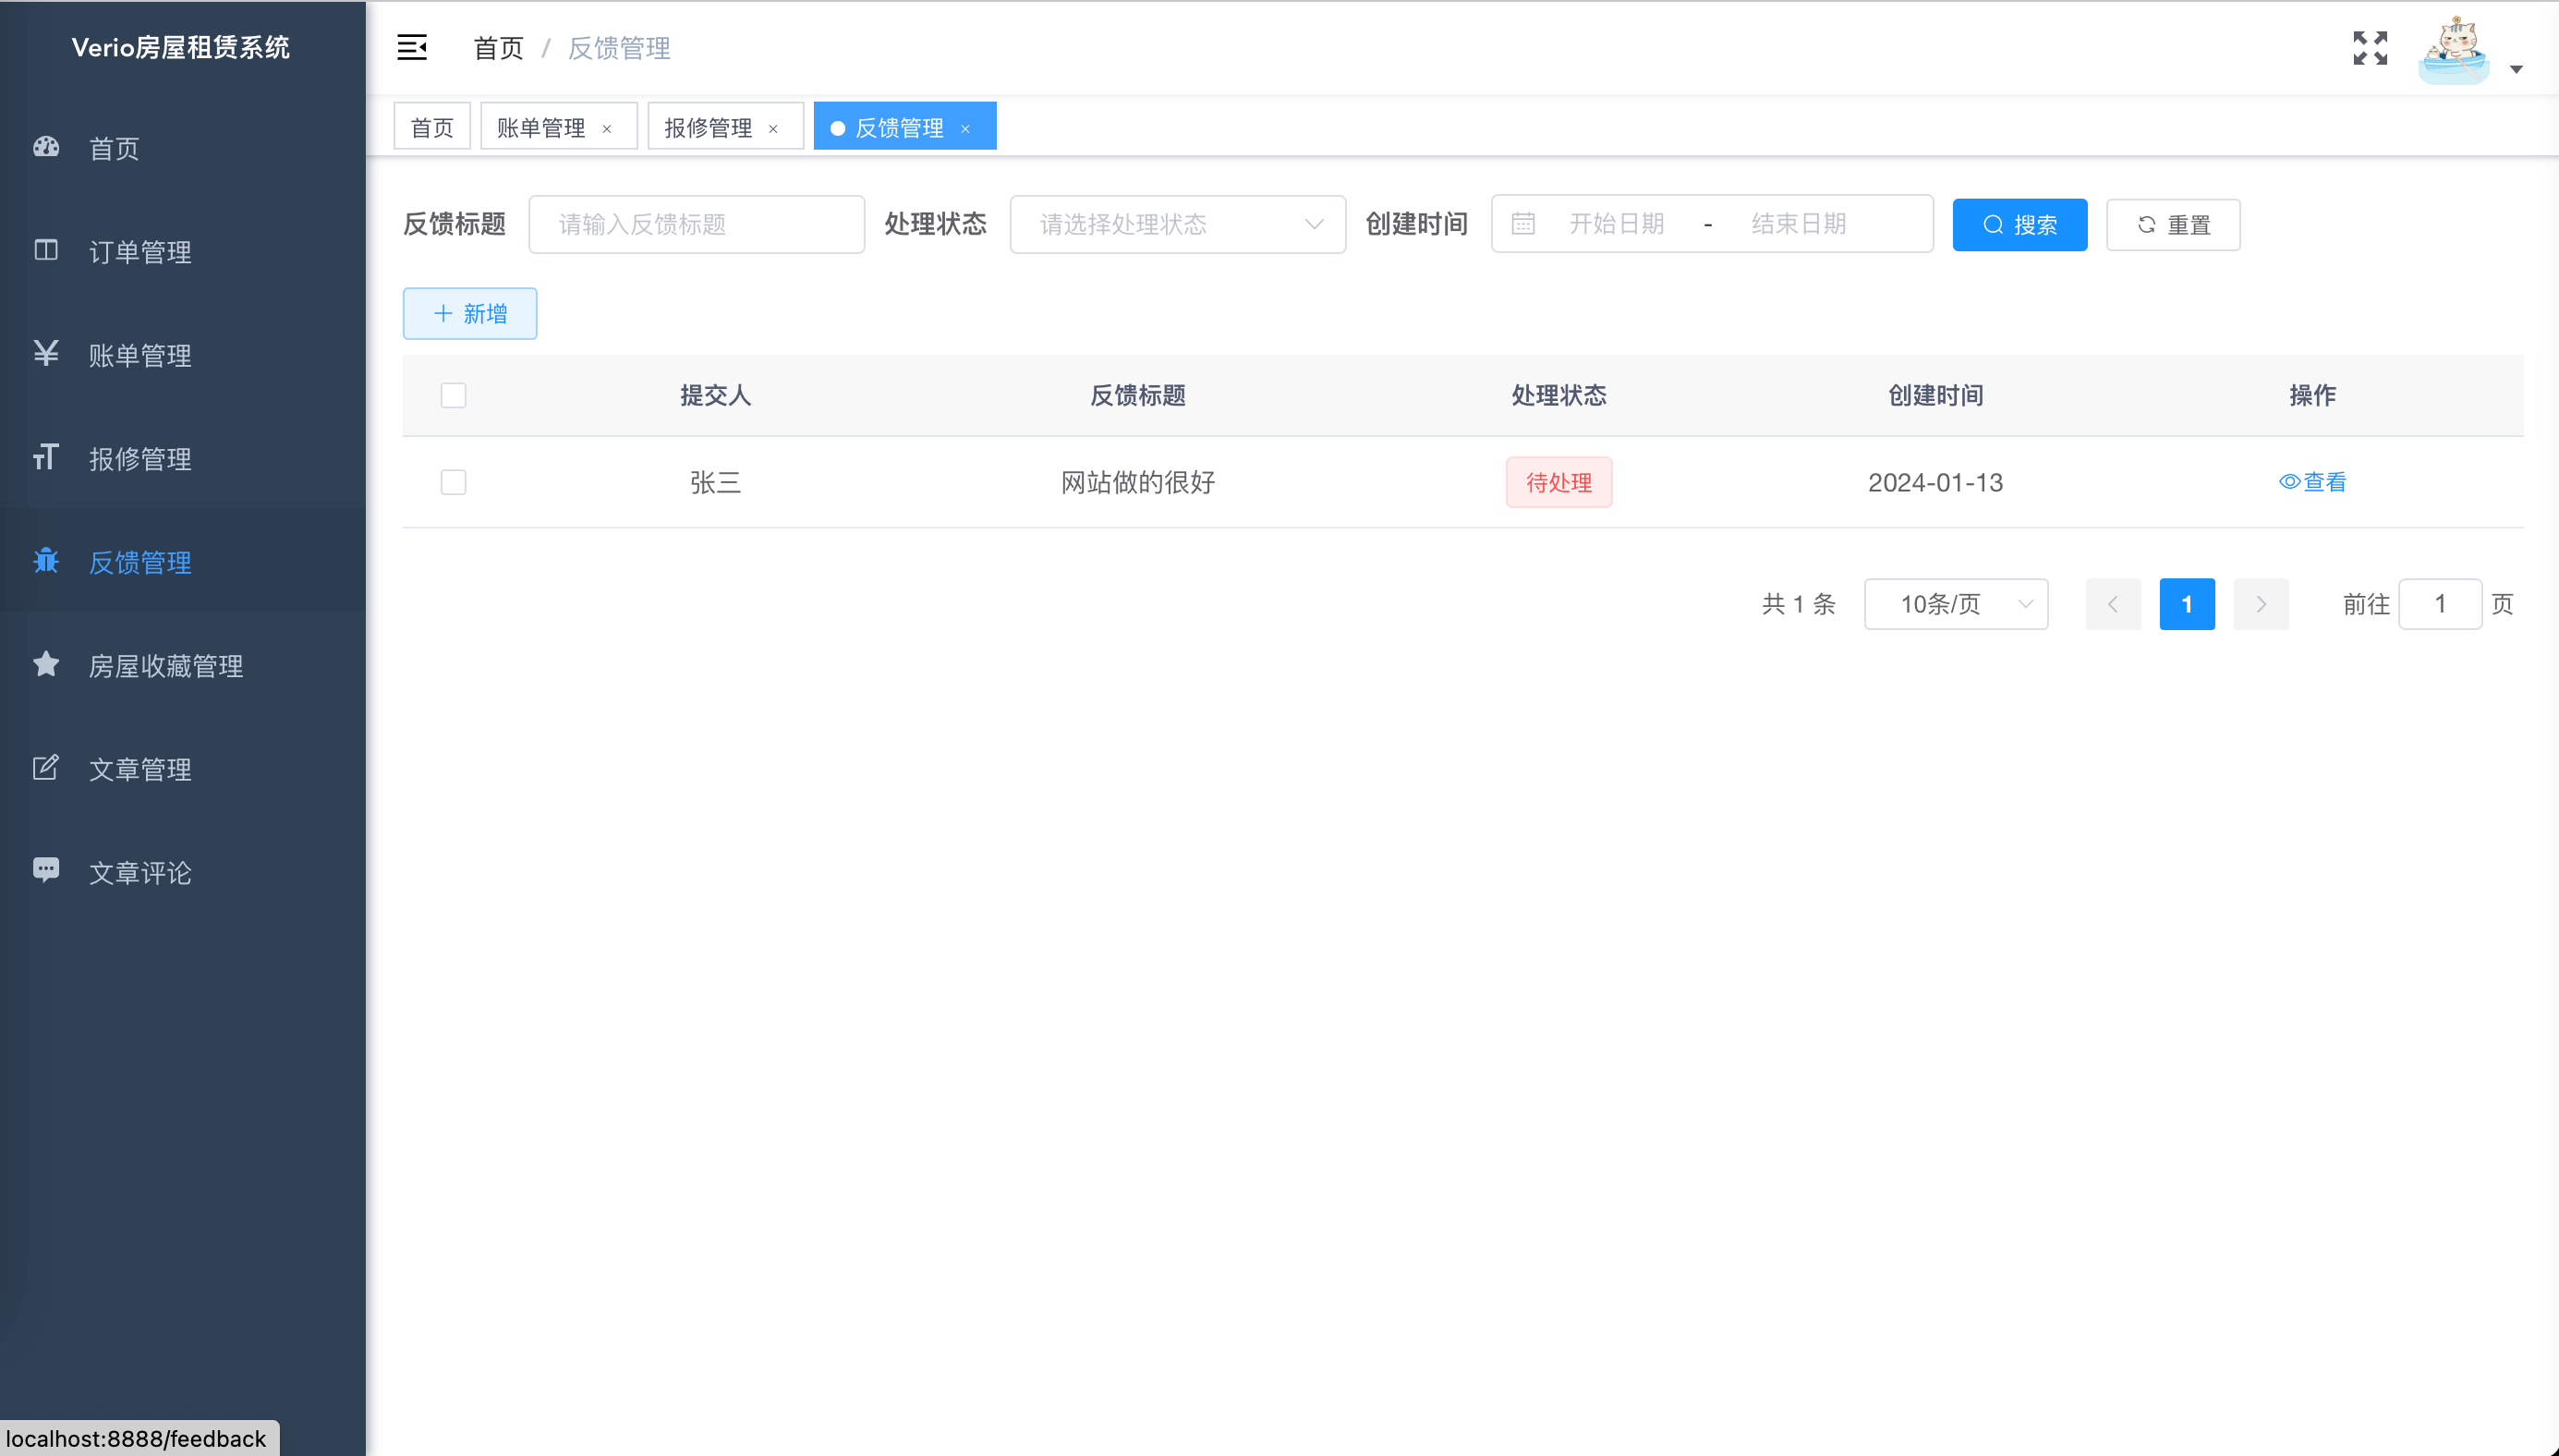 Verio房屋租赁系统
首页 / 反馈管理
首页
账单管理 ×
报修管理 ×
反馈管理 ×
首页
订单管理
账单管理
报修管理
反馈管理
房屋收藏管理
文章管理
文章评论
反馈标题 请输入反馈标题 处理状态 请选择处理状态 创建时间 开始日期 - 结束日期 搜索 重置
新增
提交人 反馈标题 处理状态 创建时间 操作
张三 网站做的很好 待处理 2024-01-13 查看
共 1 条 10条/页 1 前往 1 页
localhost:8888/feedback